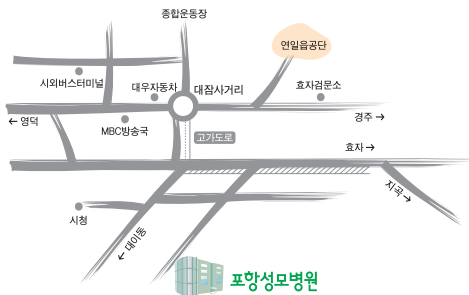 종합운동장
연일읍공단
시외버스터미널
대우자동차
대잠사거리
효자검문소
← 영덕
MBC방송국
경주 →
고가도로
효자 →
지곡 →
시청
← 대이동
포항성모병원